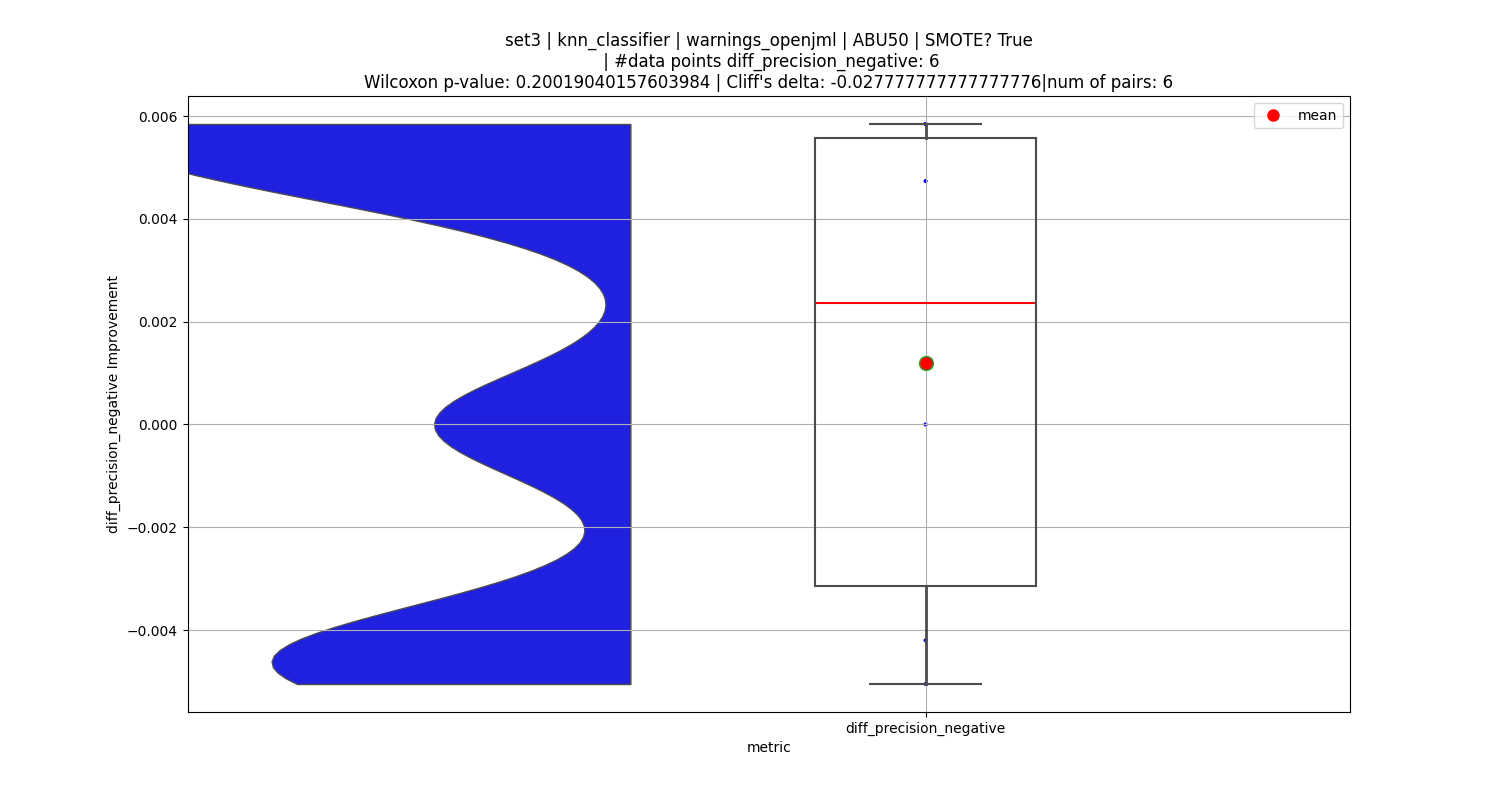 set3 | knn_classifier | warnings_openjml | ABU50 | SMOTE? True
| #data points diff_precision_negative: 6
Wilcoxon p-value: 0.20019040157603984 | Cliff's delta: -0.027777777777777776|num of pairs: 6
mean
0.006
0.004
0.002
0.000
−0.002
−0.004
diff_precision_negative Improvement
diff_precision_negative
metric